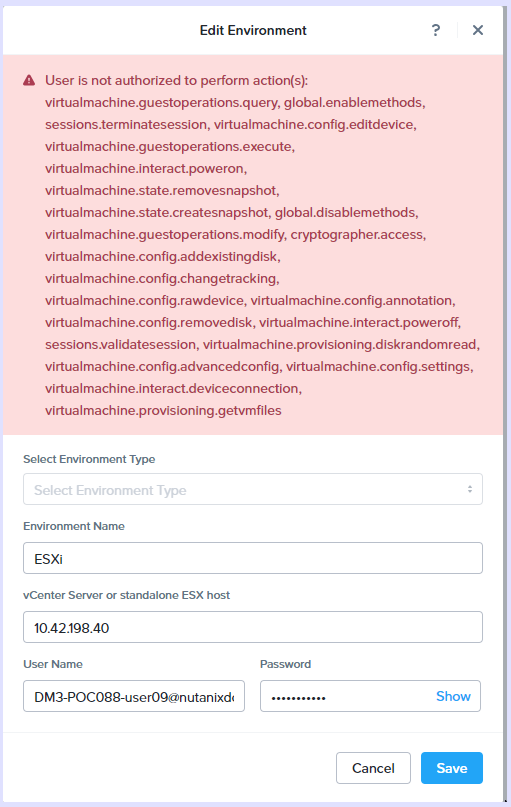 Edit Environment
?
User is not authorized to perform action(s):
virtualmachine.guestoperations.query, global.enablemethods,
sessions.terminatesession, virtualmachine.config.editdevice,
virtualmachine.guestoperations.execute,
virtualmachine.interact.poweron,
virtualmachine.state.removesnapshot,
virtualmachine.state.createsnapshot, global.disablemethods,
virtualmachine.guestoperations.modify, cryptographer.access,
virtualmachine.config.addexistingdisk,
virtualmachine.config.changetracking,
virtualmachine.config.rawdevice, virtualmachine.config.annotation,
virtualmachine.config.removedisk, virtualmachine.interact.poweroff,
sessions.validatesession, virtualmachine.provisioning.diskrandomread,
virtualmachine.config.advancedconfig, virtualmachine.config.settings,
virtualmachine.interact.deviceconnection,
virtualmachine.provisioning.getvmfiles
Select Environment Type
Select Environment Type
Environment Name
ESXi
vCenter Server or standalone ESX host
10.42.198.40
User Name
Password
DM3-POC088-user09@nutanixd
••••••••••• Show
Cancel
Save